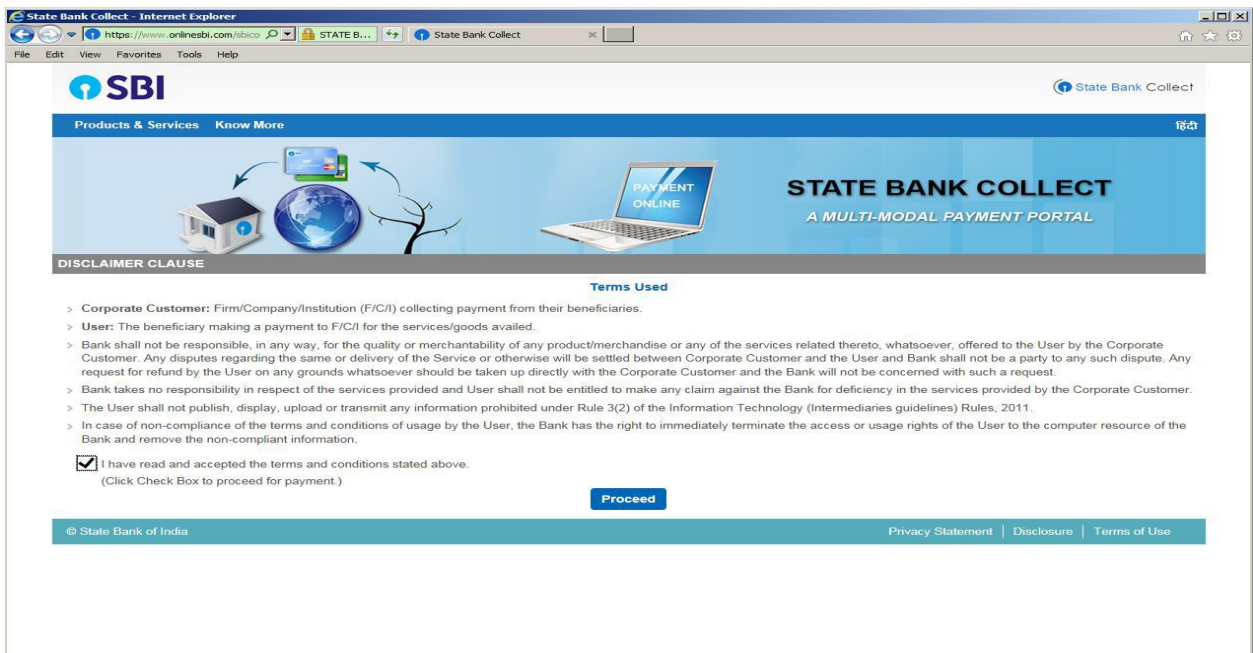 State Bank Collect - Internet Explorer
https://www.onlinesbi.com/sbico STATE B... State Bank Collect
File Edit View Favorites Tools Help
SBI
State Bank Collect
Products & Services Know More हिंदी
PAYMENT
ONLINE
STATE BANK COLLECT
A MULTI-MODAL PAYMENT PORTAL
DISCLAIMER CLAUSE
Terms Used
> Corporate Customer: Firm/Company/Institution (F/C/I) collecting payment from their beneficiaries.
> User: The beneficiary making a payment to F/C/I for the services/goods availed.
> Bank shall not be responsible, in any way, for the quality or merchantability of any product/merchandise or any of the services related thereto, whatsoever, offered to the User by the Corporate
Customer. Any disputes regarding the same or delivery of the Service or otherwise will be settled between Corporate Customer and the User and Bank shall not be a party to any such dispute. Any
request for refund by the User on any grounds whatsoever should be taken up directly with the Corporate Customer and the Bank will not be concerned with such a request.
> Bank takes no responsibility in respect of the services provided and User shall not be entitled to make any claim against the Bank for deficiency in the services provided by the Corporate Customer.
> The User shall not publish, display, upload or transmit any information prohibited under Rule 3(2) of the Information Technology (Intermediaries guidelines) Rules, 2011.
> In case of non-compliance of the terms and conditions of usage by the User, the Bank has the right to immediately terminate the access or usage rights of the User to the computer resource of the
Bank and remove the non-compliant information.
I have read and accepted the terms and conditions stated above.
(Click Check Box to proceed for payment.)
Proceed
© State Bank of India Privacy Statement | Disclosure | Terms of Use